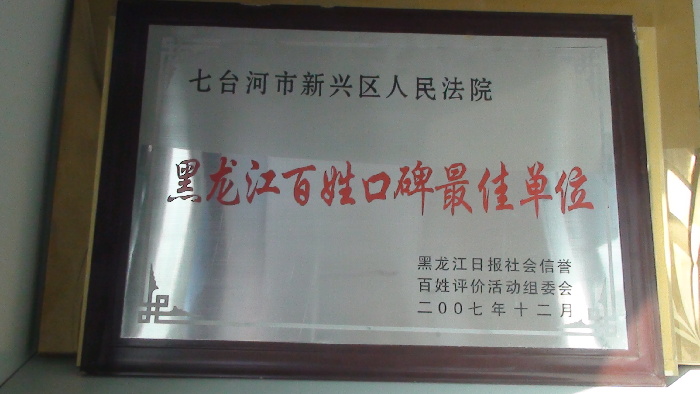 七台河市新兴区人民法院
黑龙江百姓口碑最佳单位
黑龙江日报社会信誉
百姓评价活动组委会
二00七年十二月